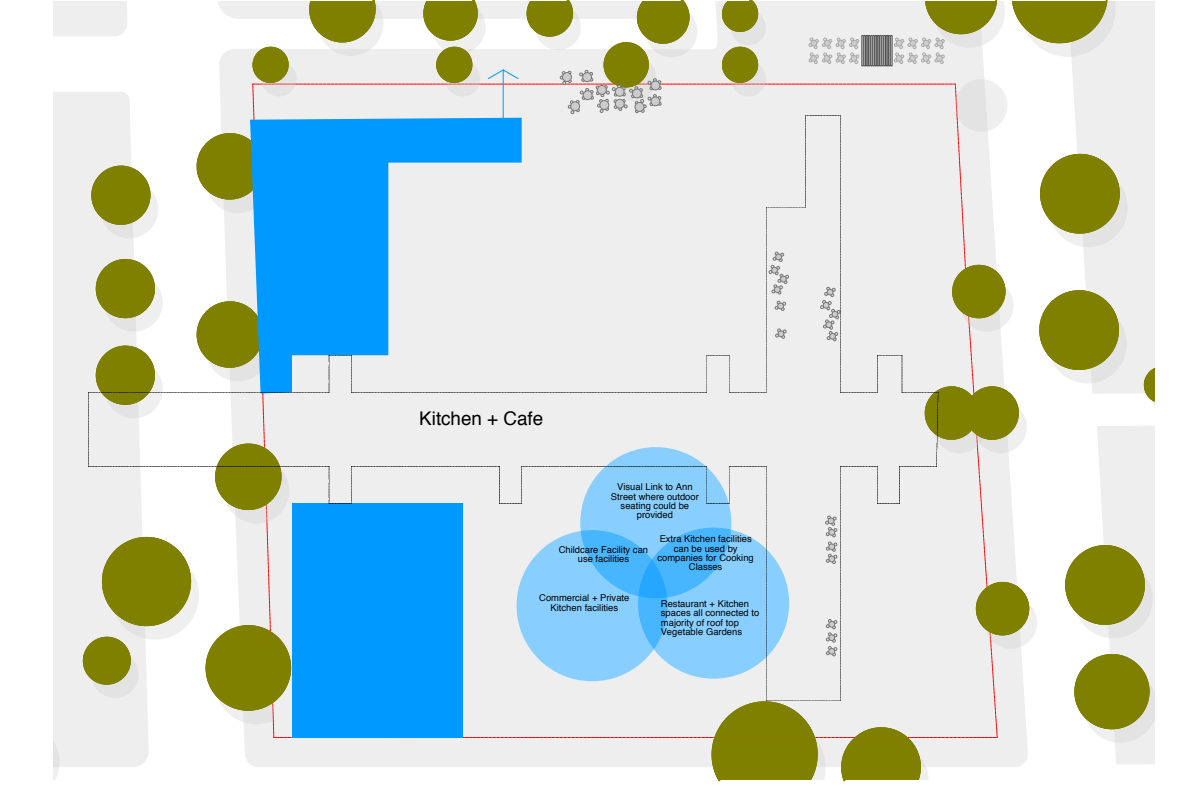 Kitchen + Cafe
Visual Link to Ann
Street where outdoor
seating could be
provided
Childcare Facility can
use facilities
Extra Kitchen facilities
can be used by
companies for Cooking
Classes
Commercial + Private
Kitchen facilities
Restaurant + Kitchen
spaces all connected to
majority of roof top
Vegetable Gardens